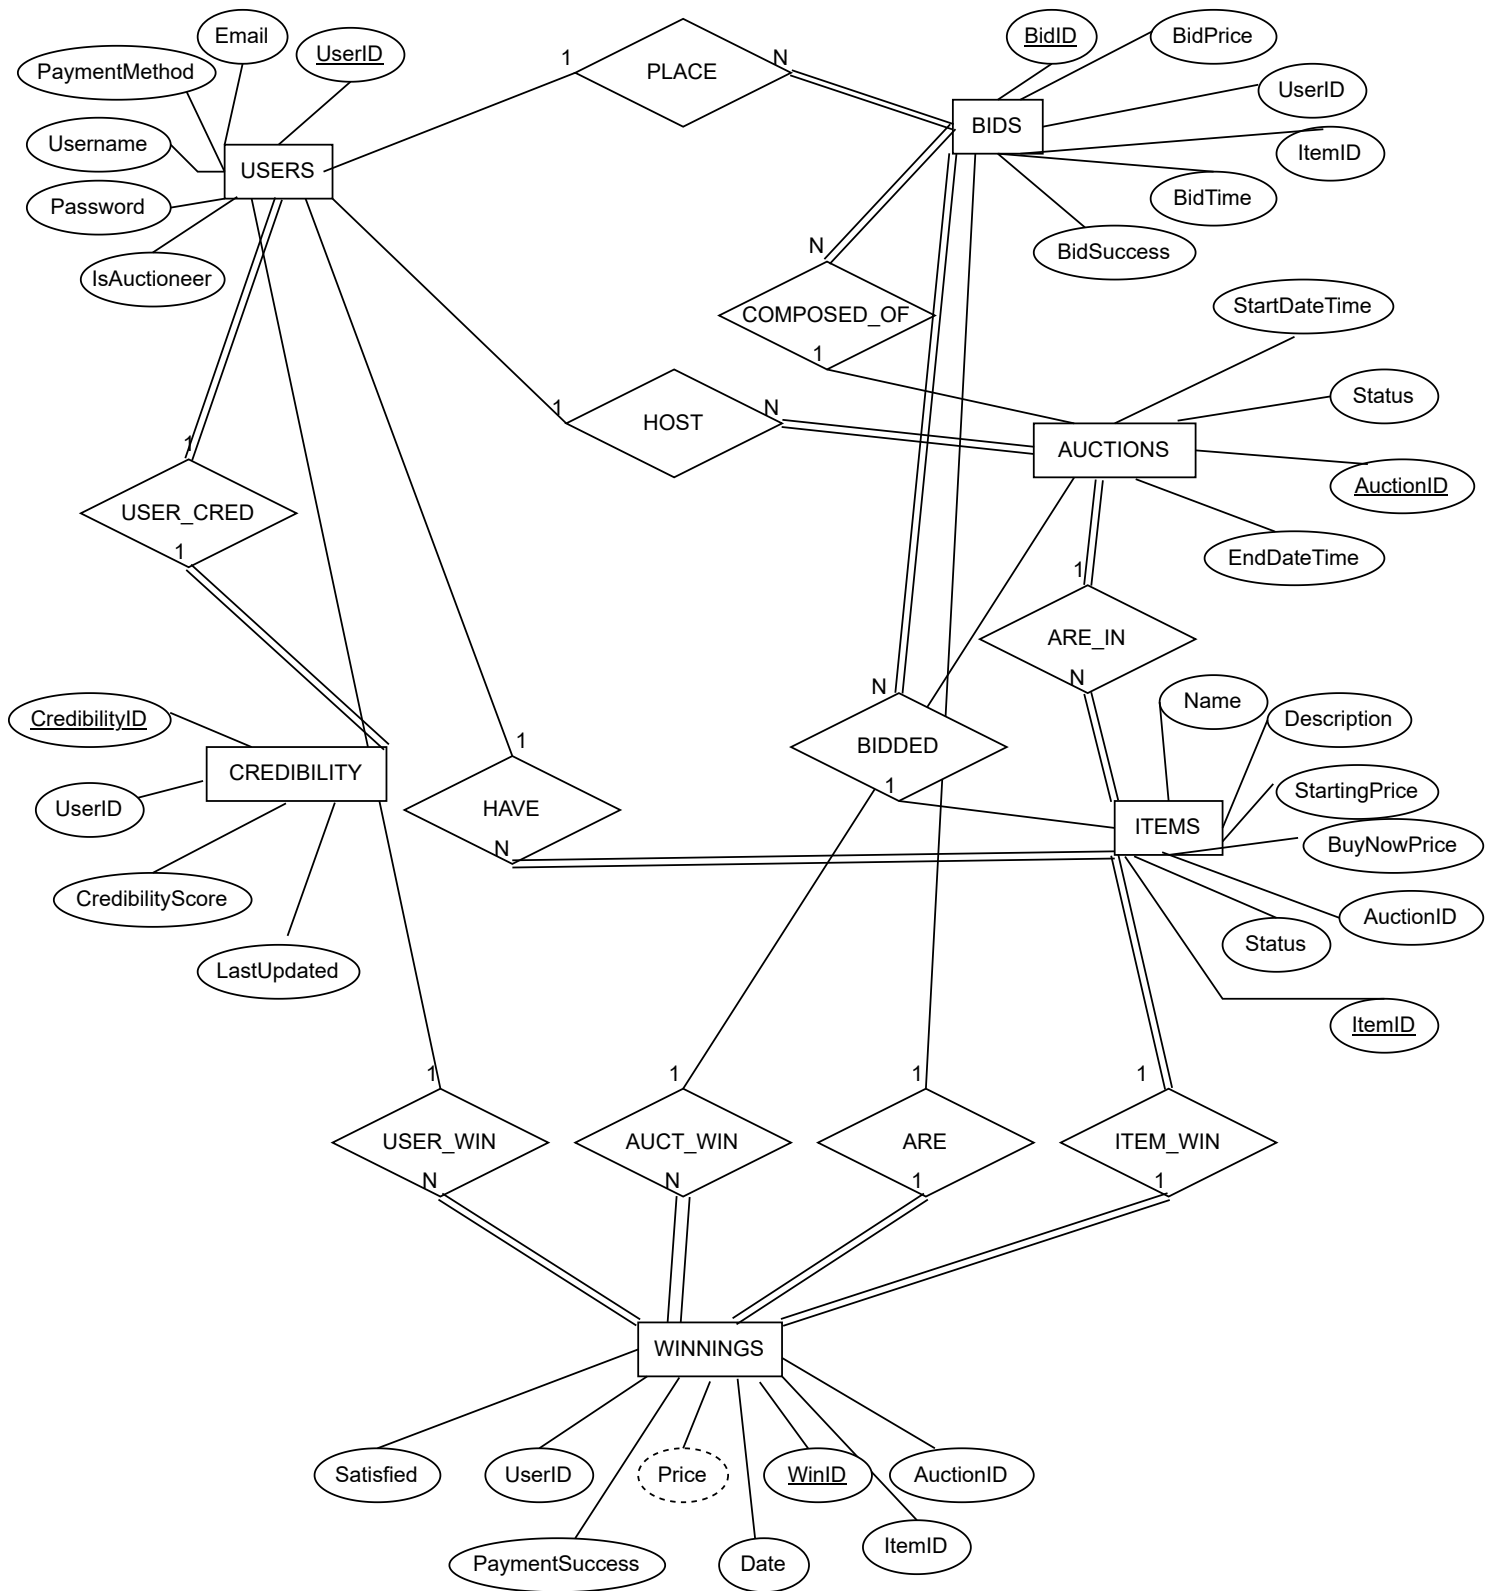 Email
UserID
PaymentMethod
Username
Password
IsAuctioneer
USERS
1
PLACE
N
BidID
BidPrice
UserID
ItemID
BidTime
BidSuccess
BIDS
N
COMPOSED_OF
1
StartDateTime
Status
AuctionID
EndDateTime
AUCTIONS
1
HOST
N
1
USER_CRED
1
1
ARE_IN
N
CredibilityID
UserID
CredibilityScore
LastUpdated
CREDIBILITY
1
HAVE
N
N
BIDDED
1
Name
Description
StartingPrice
BuyNowPrice
AuctionID
Status
ItemID
ITEMS
1
USER_WIN
N
1
AUCT_WIN
N
1
ARE
1
1
ITEM_WIN
1
WINNINGS
Satisfied
UserID
Price
WinID
AuctionID
PaymentSuccess
Date
ItemID